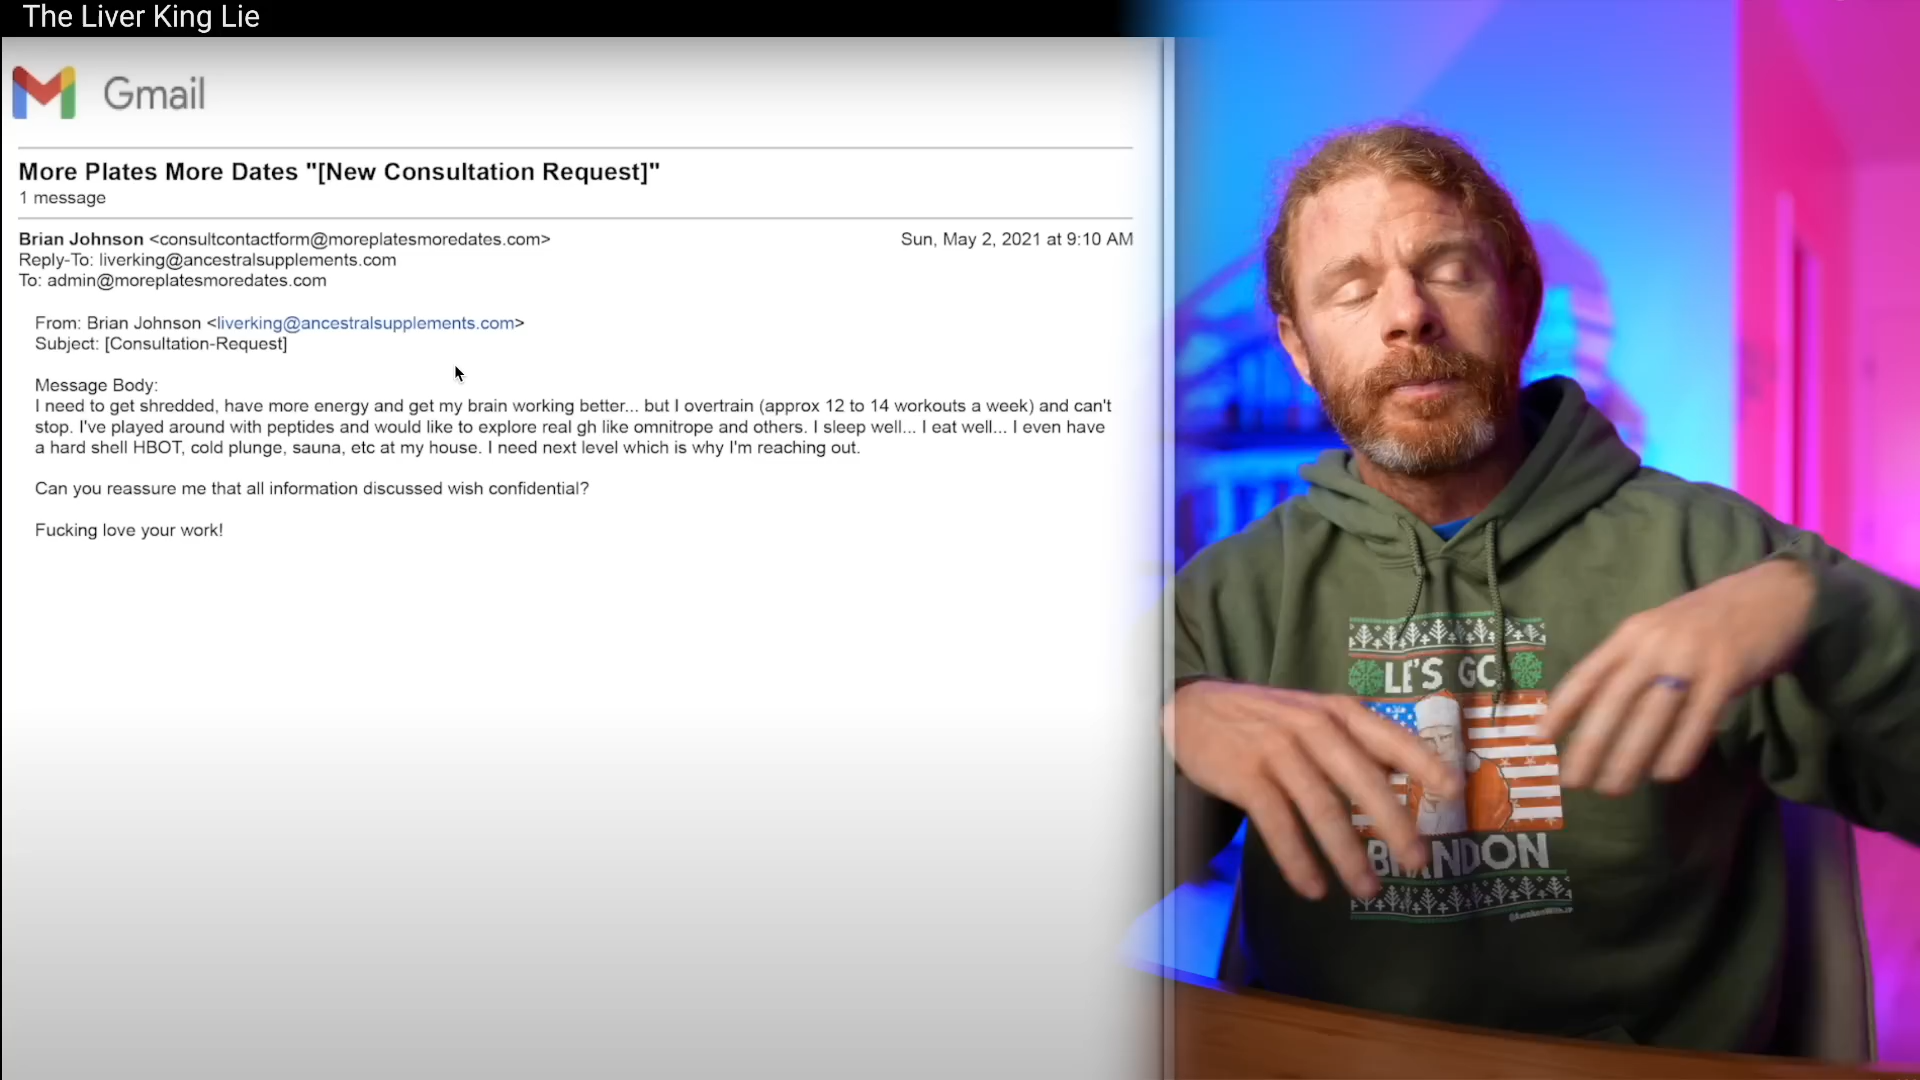 The Liver King Lie
Gmail
More Plates More Dates "[New Consultation Request]"
1 message
Brian Johnson <consultcontactform@moreplatesmoredates.com> Sun, May 2, 2021 at 9:10 AM
Reply-To: liverking@ancestralsupplements.com
To: admin@moreplatesmoredates.com
From: Brian Johnson <liverking@ancestralsupplements.com>
Subject: [Consultation-Request]
Message Body:
I need to get shredded, have more energy and get my brain working better... but I overtrain (approx 12 to 14 workouts a week) and can't
stop. I've played around with peptides and would like to explore real gh like omnitrope and others. I sleep well... I eat well... I even have
a hard shell HBOT, cold plunge, sauna, etc at my house. I need next level which is why I'm reaching out.
Can you reassure me that all information discussed wish confidential?
Fucking love your work!
LET'S GO
BRANDON